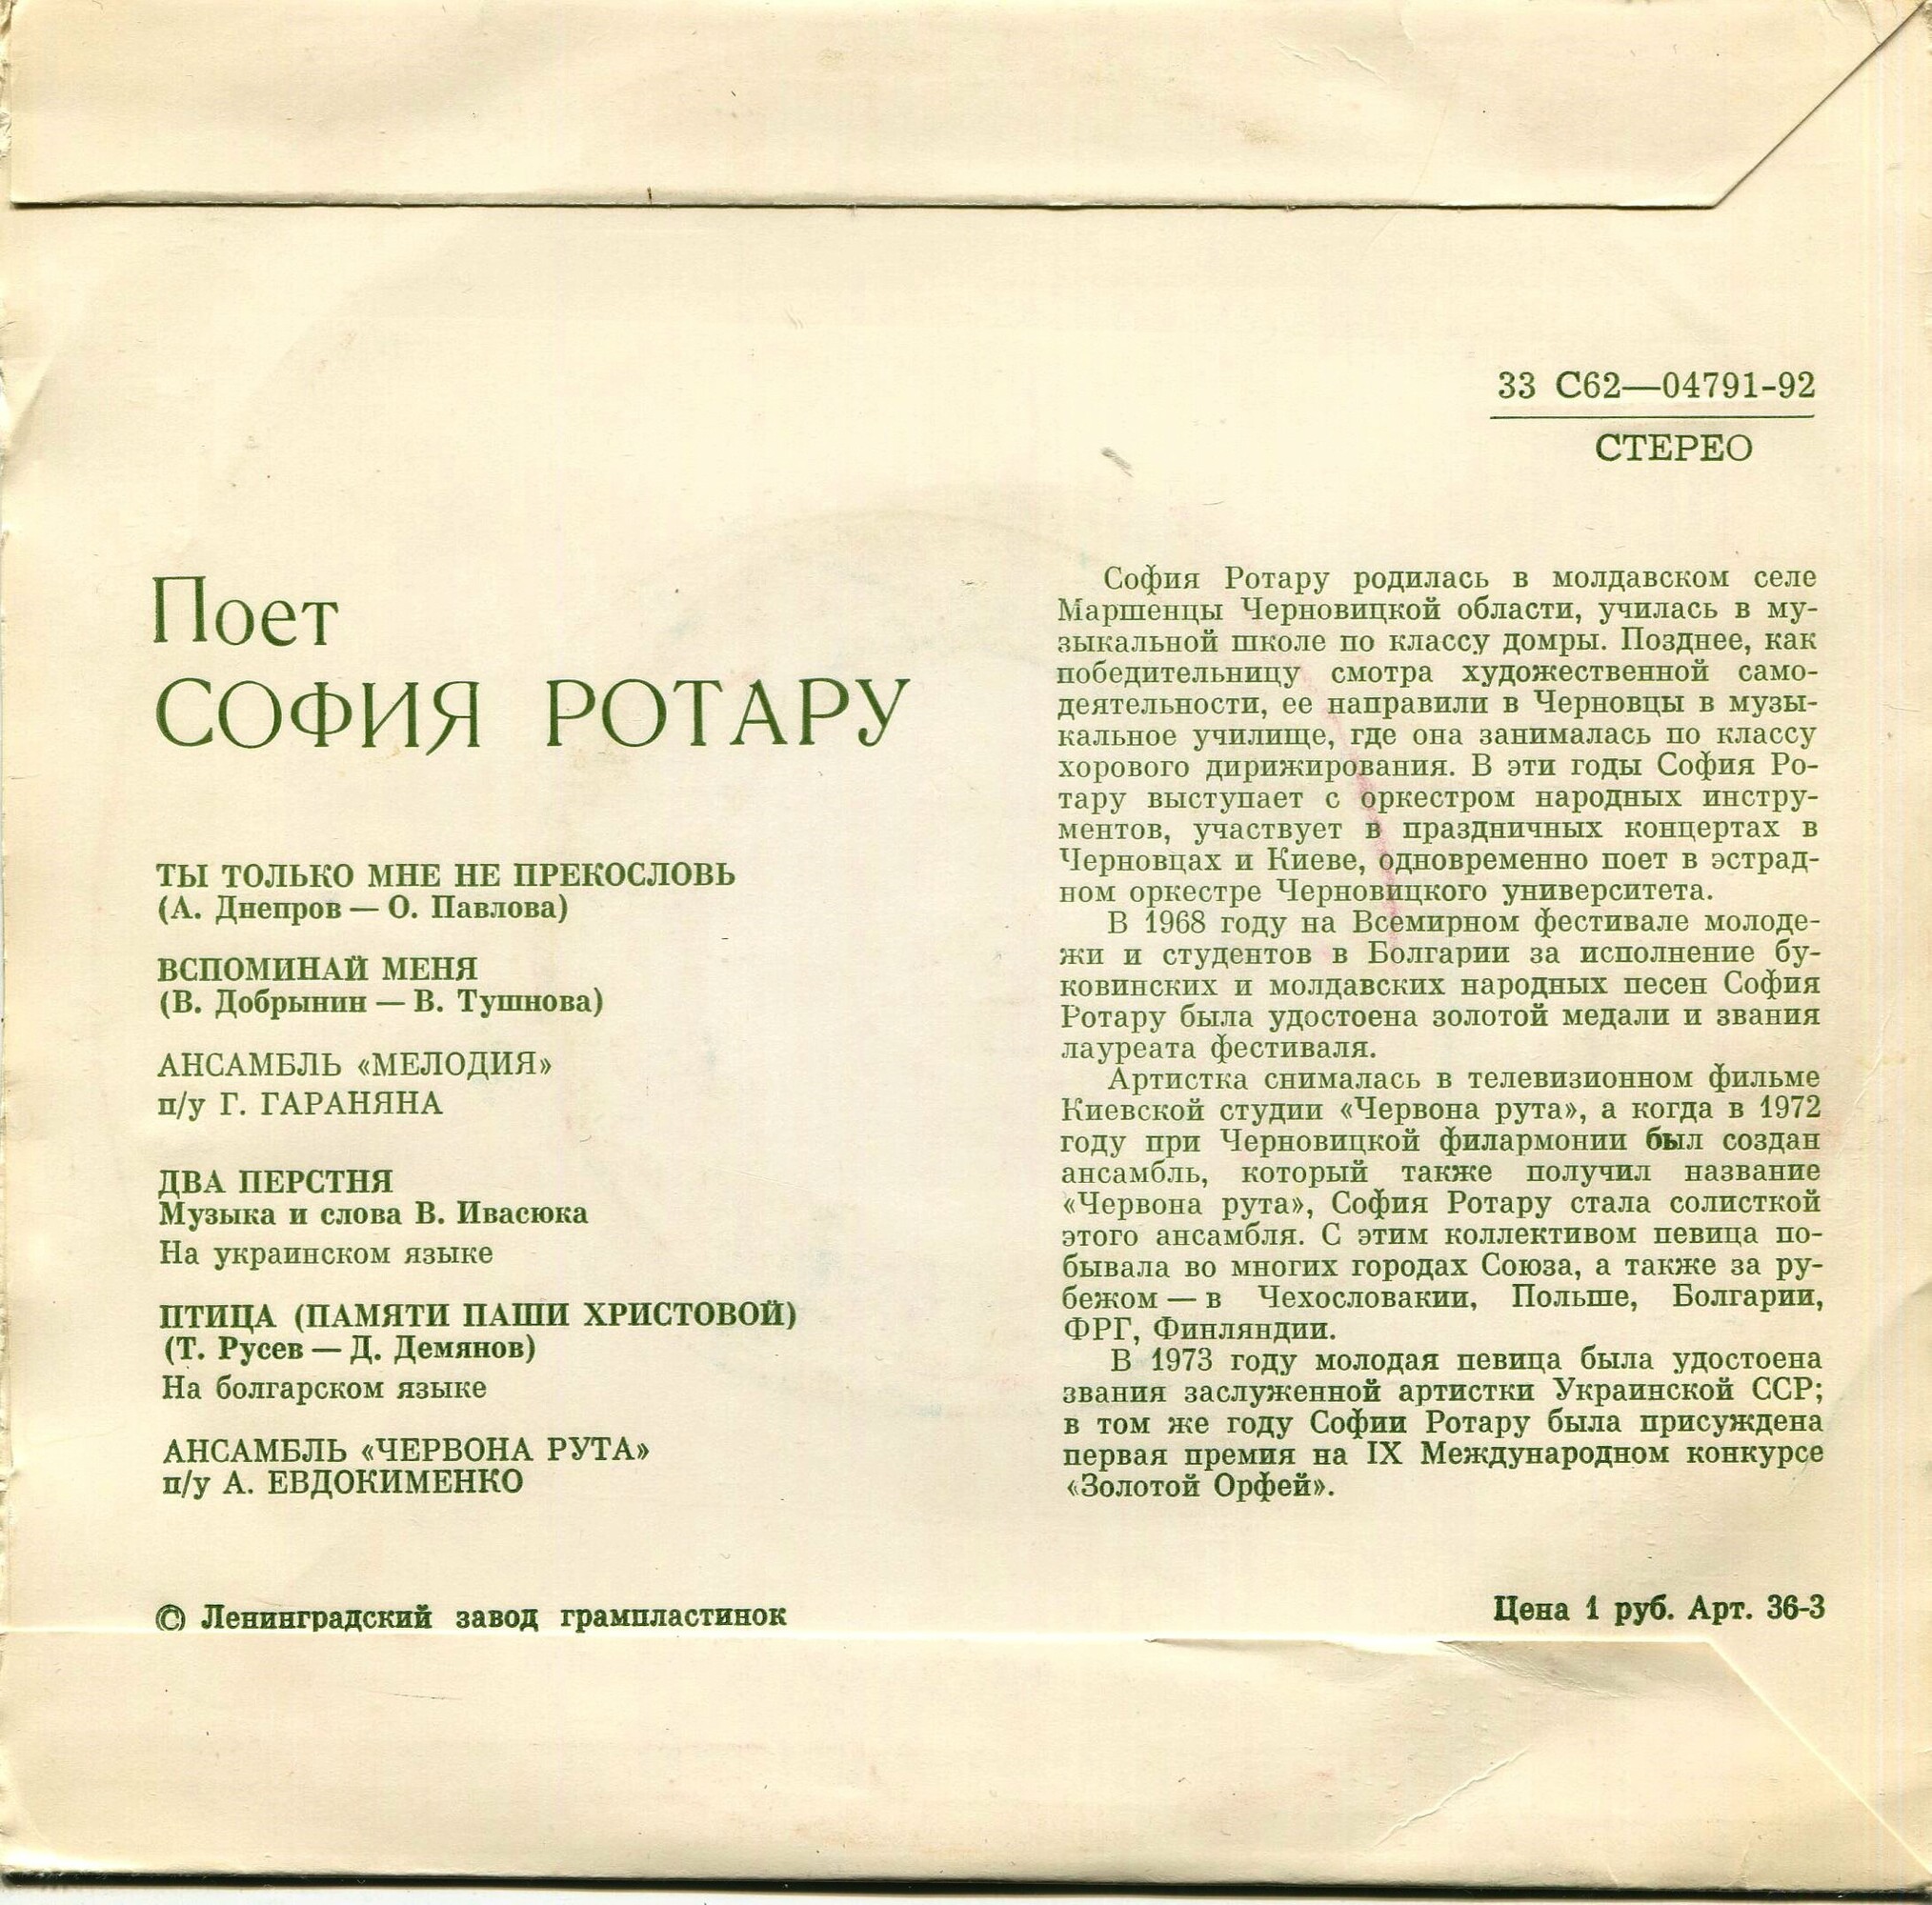 33 С62—04791-92
СТЕРЕО
Поет
СОФИЯ РОТАРУ
ТЫ ТОЛЬКО МНЕ НЕ ПРЕКОСЛОВЬ
(А. Днепров — О. Павлова)
ВСПОМИНАЙ МЕНЯ
(В. Добрынин — В. Тушнова)
АНСАМБЛЬ «МЕЛОДИЯ»
п/у Г. ГАРАНЯНА
ДВА ПЕРСТНЯ
Музыка и слова В. Ивасюка
На украинском языке
ПТИЦА (ПАМЯТИ ПАШИ ХРИСТОВОЙ)
(Т. Русев — Д. Демянов)
На болгарском языке
АНСАМБЛЬ «ЧЕРВОНА РУТА»
п/у А. ЕВДОКИМЕНКО
София Ротару родилась в молдавском селе
Маршенцы Черновицкой области, училась в му-
зыкальной школе по классу домры. Позднее, как
победительницу смотра художественной само-
деятельности, ее направили в Черновцы в музы-
кальное училище, где она занималась по классу
хорового дирижирования. В эти годы София Ро-
тару выступает с оркестром народных инстру-
ментов, участвует в праздничных концертах в
Черновцах и Киеве, одновременно поет в эстрад-
ном оркестре Черновицкого университета.
В 1968 году на Всемирном фестивале молоде-
жи и студентов в Болгарии за исполнение бу-
ковинских и молдавских народных песен София
Ротару была удостоена золотой медали и звания
лауреата фестиваля.
Артистка снималась в телевизионном фильме
Киевской студии «Червона рута», а когда в 1972
году при Черновицкой филармонии был создан
ансамбль, который также получил название
«Червона рута», София Ротару стала солисткой
этого ансамбля. С этим коллективом певица по-
бывала во многих городах Союза, а также за ру-
бежом — в Чехословакии, Польше, Болгарии,
ФРГ, Финляндии.
В 1973 году молодая певица была удостоена
звания заслуженной артистки Украинской ССР;
в том же году Софии Ротару была присуждена
первая премия на IX Международном конкурсе
«Золотой Орфей».
© Ленинградский завод грампластинок
Цена 1 руб. Арт. 36-3